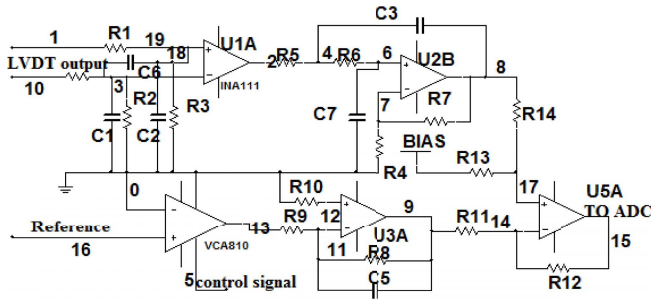 C3
1 R1 19 U1A
LVDT output 18 R5 4 R6 6 U2B
10 C6 2 8
3 R2 INA111 7 R7
C1 C2 R3 C7 R14
R4 BIAS
R13
0 R10 17 U5A
Reference R9 12 9 R11 14 TO ADC
16 VCA810 13 11 U3A 15
5 control signal R8 R12
C5